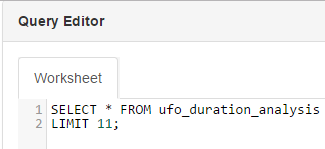 Query Editor
Worksheet
1 SELECT * FROM ufo_duration_analysis
2 LIMIT 11;